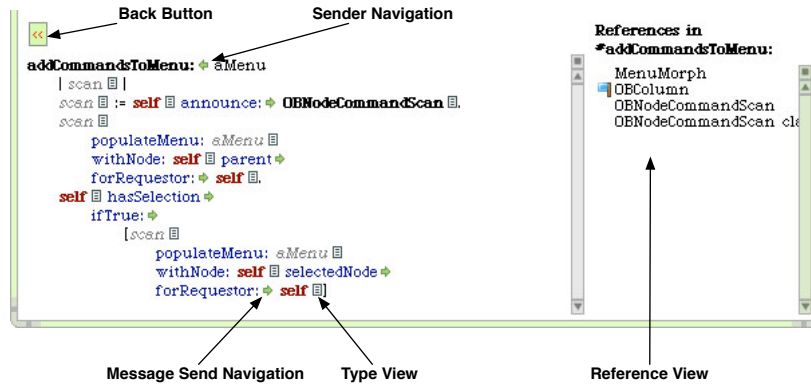 Back Button
Sender Navigation
<<
addCommandsToMenu: aMenu
| scan |
scan := self announce: OBNodeCommandScan.
scan
populateMenu: aMenu
withNode: self parent
forRequestor: self.
self hasSelection
ifTrue:
[scan
populateMenu: aMenu
withNode: self selectedNode
forRequestor: self]
References in
#addCommandsToMenu:
MenuMorph
OBColumn
OBNodeCommandScan
OBNodeCommandScan cla
Message Send Navigation
Type View
Reference View